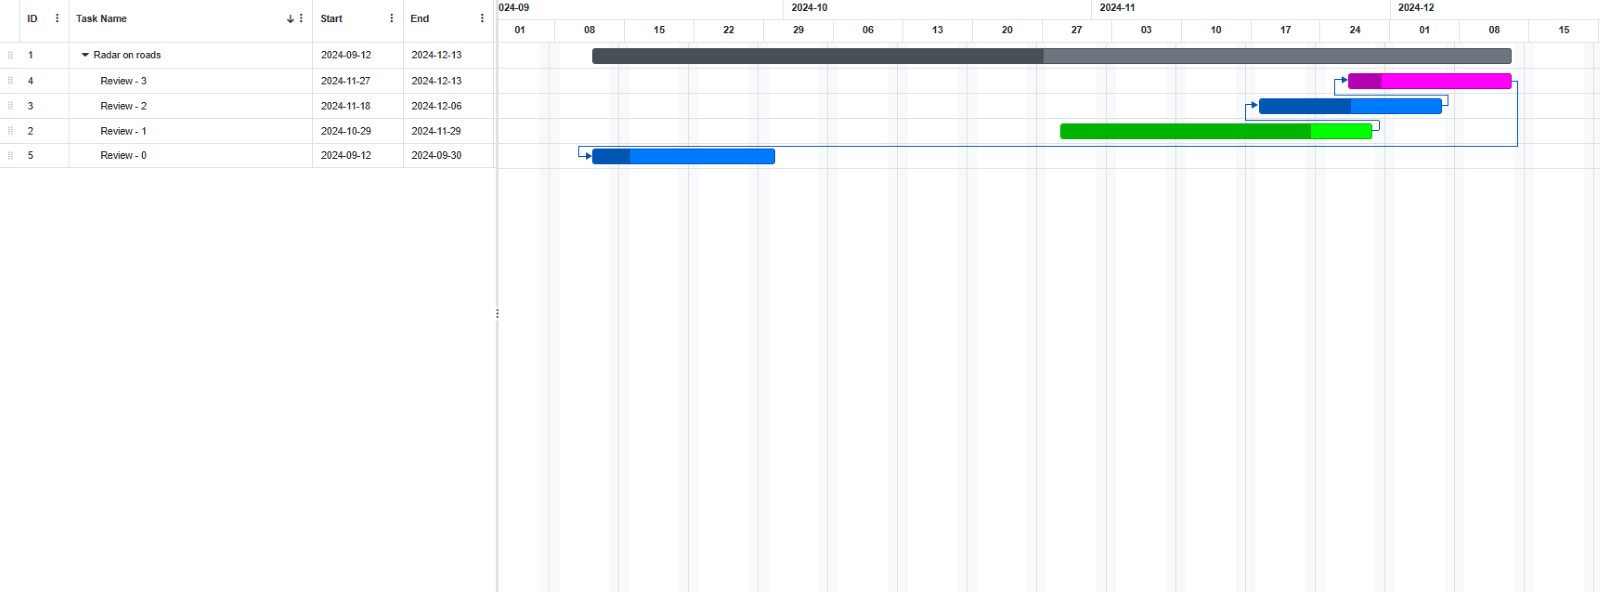 ID Task Name Start End
024-09 2024-10 2024-11 2024-12
01 08 15 22 29 06 13 20 27 03 10 17 24 01 08 15
1 Radar on roads 2024-09-12 2024-12-13
4 Review - 3 2024-11-27 2024-12-13
3 Review - 2 2024-11-18 2024-12-06
2 Review - 1 2024-10-29 2024-11-29
5 Review - 0 2024-09-12 2024-09-30